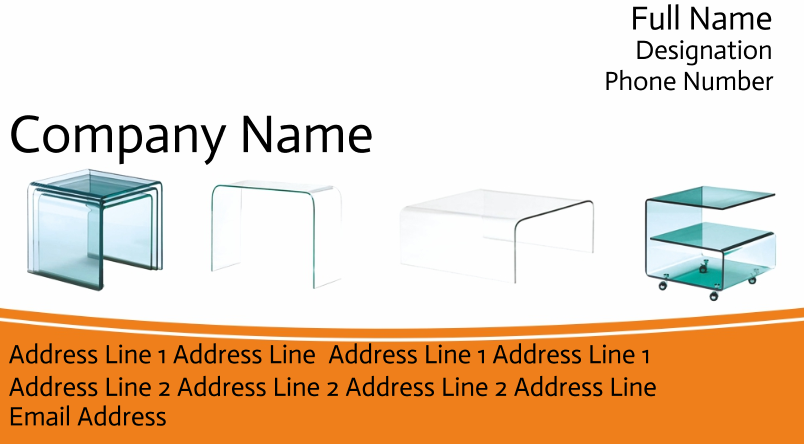 Full Name
Designation
Phone Number
Company Name
Address Line 1 Address Line  Address Line 1 Address Line 1
Address Line 2 Address Line 2 Address Line 2 Address Line
Email Address